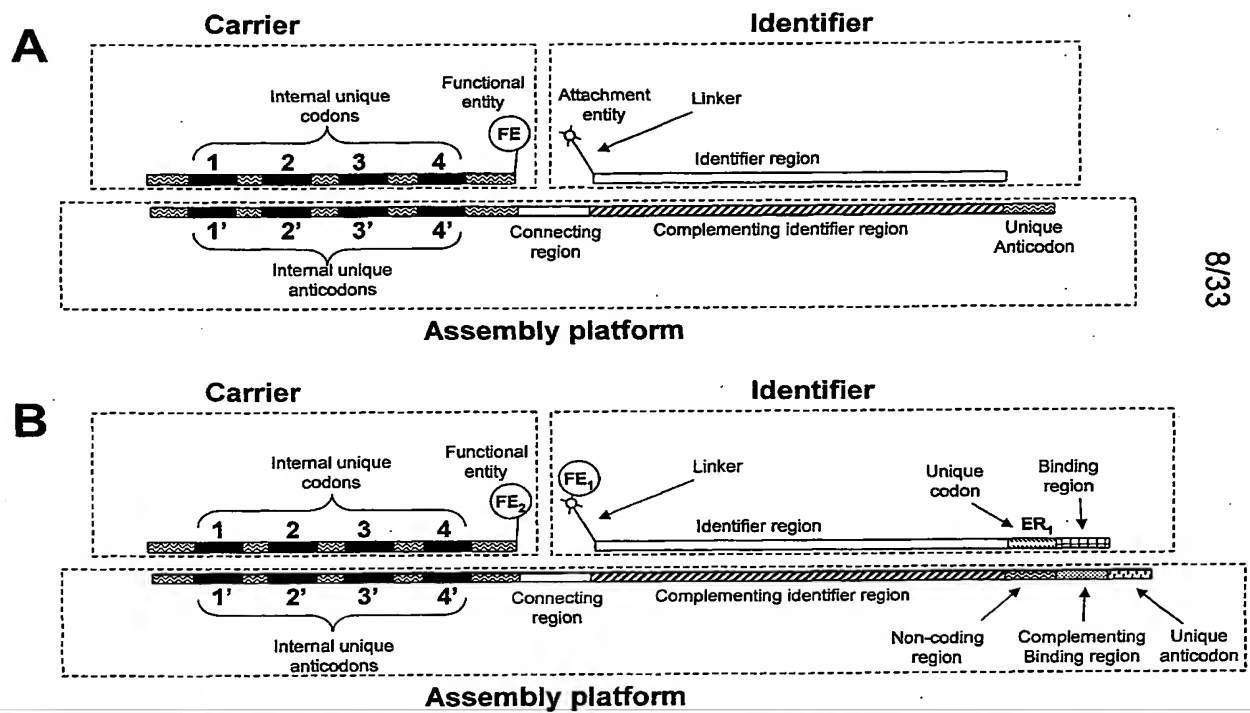 A
Carrier
Identifier
Internal unique
codons
Functional
entity
FE
Attachment
entity
Linker
1 2 3 4
Identifier region
1' 2' 3' 4'
Internal unique
anticodons
Connecting
region
Complementing identifier region
Unique
Anticodon
Assembly platform
8/33
B
Carrier
Identifier
Internal unique
codons
Functional
entity
FE2
FE1
Linker
Unique
codon
Binding
region
1 2 3 4
Identifier region
ER1
1' 2' 3' 4'
Internal unique
anticodons
Connecting
region
Complementing identifier region
Non-coding
region
Complementing
Binding region
Unique
anticodon
Assembly platform